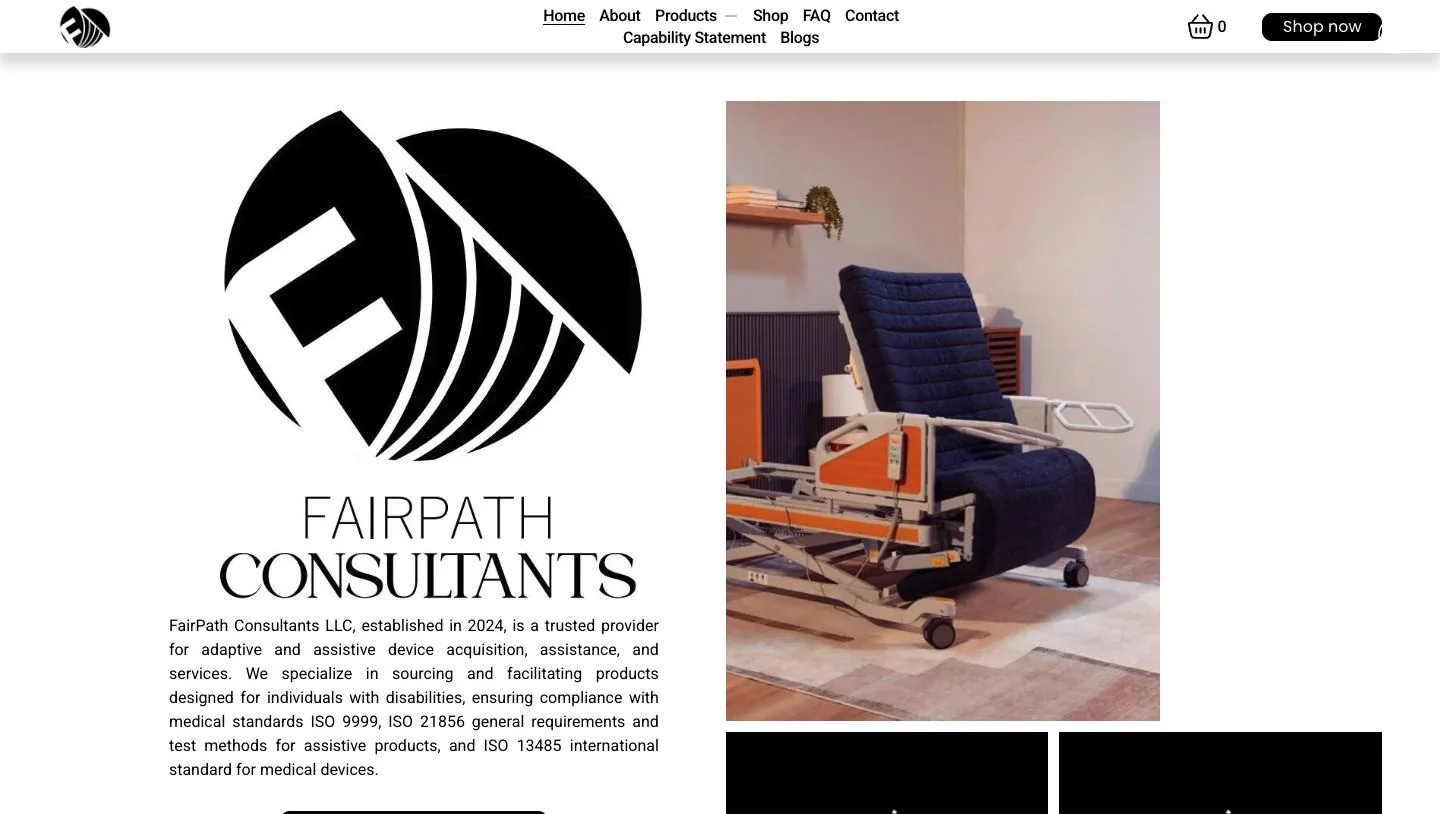 Home About Products Shop FAQ Contact
Capability Statement Blogs
0
Shop now
FAIRPATH
CONSULTANTS
FairPath Consultants LLC, established in 2024, is a trusted provider
for adaptive and assistive device acquisition, assistance, and
services. We specialize in sourcing and facilitating products
designed for individuals with disabilities, ensuring compliance with
medical standards ISO 9999, ISO 21856 general requirements and
test methods for assistive products, and ISO 13485 international
standard for medical devices.